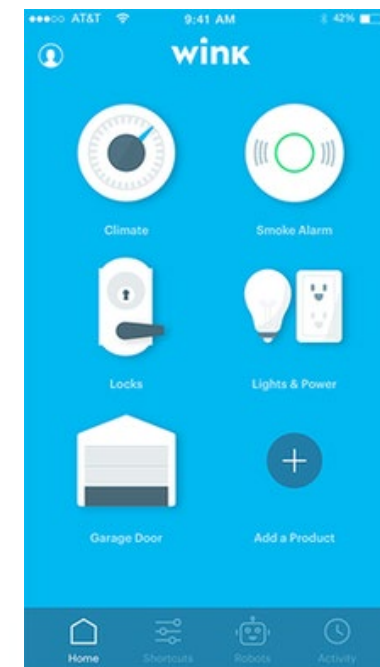 AT&T 9:41 AM 42%
wink
Climate Smoke Alarm
Locks Lights & Power
Garage Door Add a Product
Home Shortcuts Robots Activity